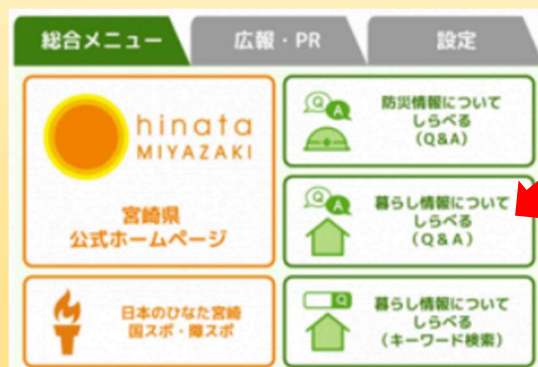 総合メニュー
広報・PR
設定
hinata
MIYAZAKI
宮崎県
公式ホームページ
Q A
防災情報について
しらべる
(Q&A)
Q A
暮らし情報について
しらべる
(Q&A)
日本のひなた宮崎
国スポ・障スポ
暮らし情報について
しらべる
(キーワード検索)